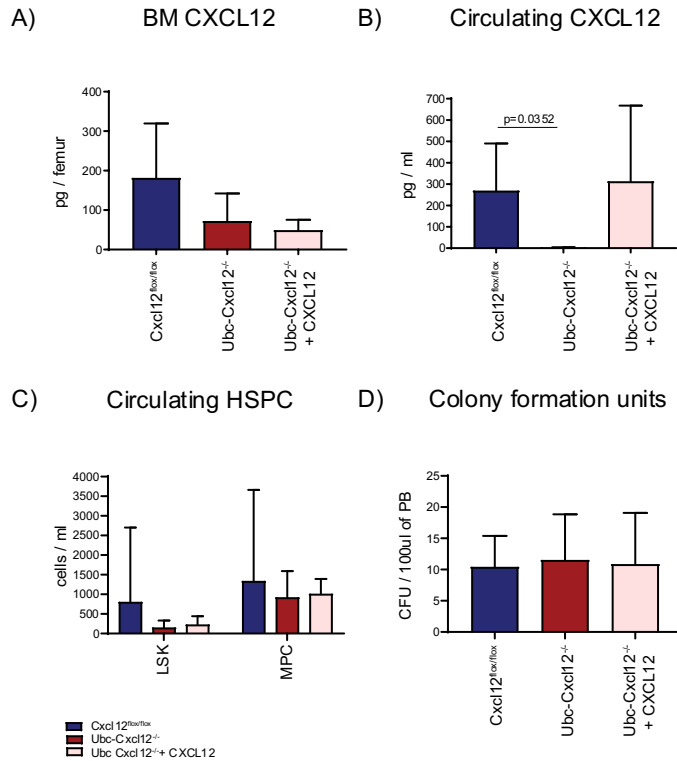 A) BM CXCL12
pg / femur
400
300
200
100
0
Cxcl12flox/flox
Ubc-Cxcl12-/-
Ubc-Cxcl12-/-
+ CXCL12
B) Circulating CXCL12
pg / ml
700
600
500
400
300
200
100
0
p=0.0352
Cxcl12flox/flox
Ubc-Cxcl12-/-
Ubc-Cxcl12-/-
+ CXCL12
C) Circulating HSPC
cells / ml
4000
3500
3000
2500
2000
1500
1000
500
0
LSK
MPC
Cxcl12flox/flox
Ubc-Cxcl12-/-
Ubc Cxcl12-/-+ CXCL12
D) Colony formation units
CFU / 100ul of PB
25
20
15
10
5
0
Cxcl12flox/flox
Ubc-Cxcl12-/-
Ubc-Cxcl12-/-
+ CXCL12